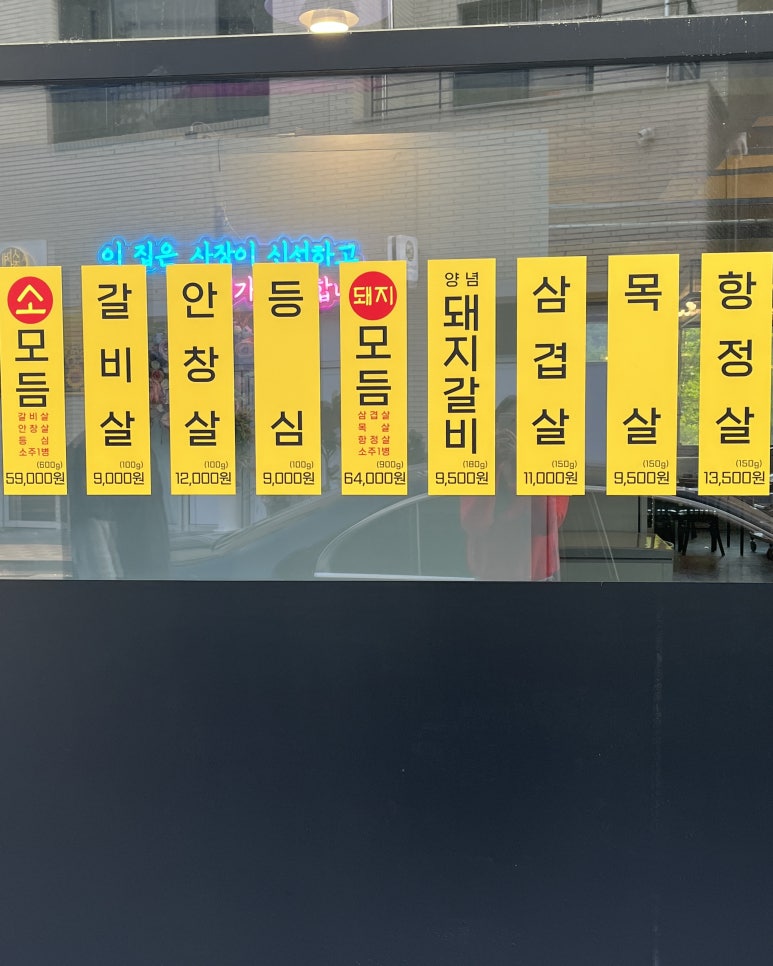 이 집은 사장이 신선하고
소
모듬
갈비살
안창살
등심
소주1병
(600g)
59,000원
갈비살
(100g)
9,000원
안창살
(100g)
12,000원
등심
(100g)
9,000원
돼지
모듬
삼겹살
목살
항정살
소주1병
(900g)
64,000원
양념
돼지갈비
(180g)
9,500원
삼겹살
(150g)
11,000원
목살
(150g)
9,500원
항정살
(150g)
13,500원